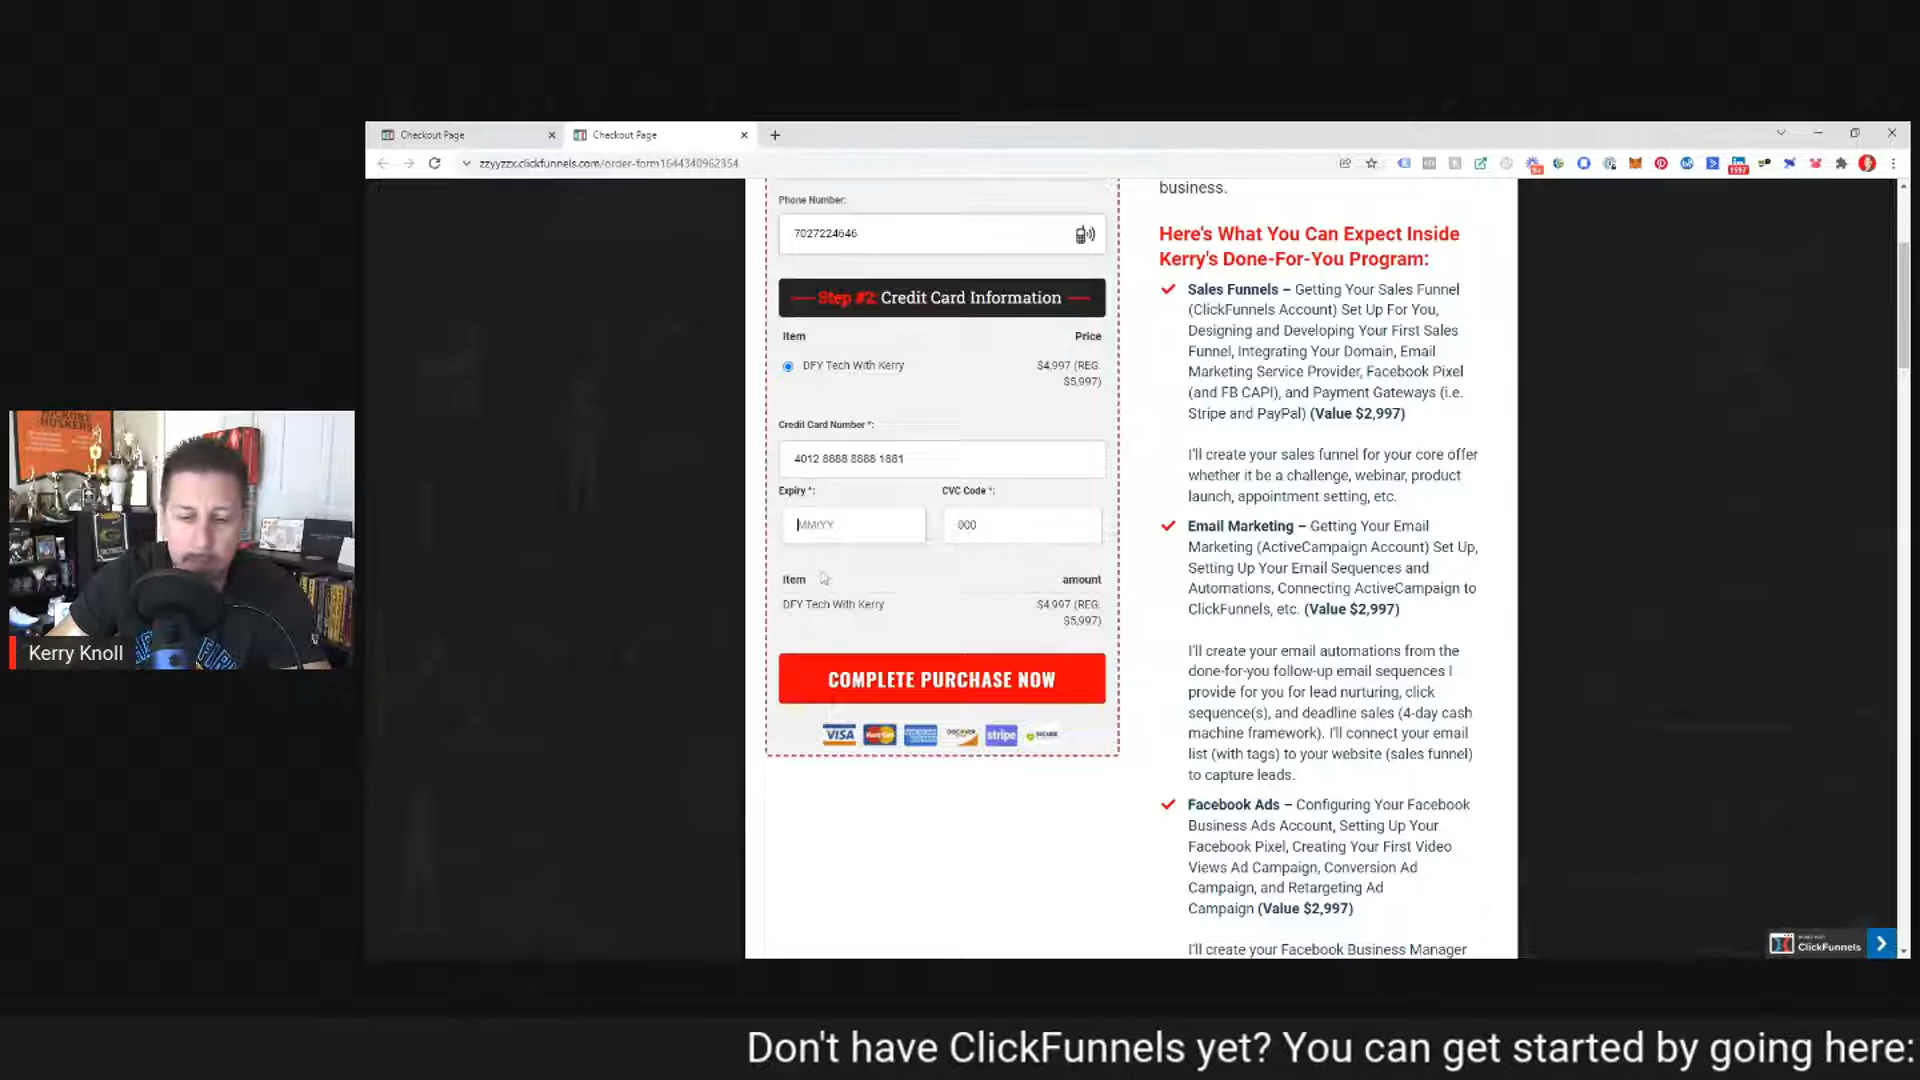 Checkout Page
Checkout Page
zzyyzzx.clickfunnels.com/order-form1644340962354
1597
Phone Number:
7027224646
Step #2: Credit Card Information
Item Price
DFY Tech With Kerry $4,997 (REG.
$5,997)
Credit Card Number *:
4012 8888 8888 1881
Expiry *: CVC Code *:
MM/YY 000
Item amount
DFY Tech With Kerry $4,997 (REG.
$5,997)
COMPLETE PURCHASE NOW
VISA MasterCard DISCOVER stripe SECURE
business.
Here's What You Can Expect Inside
Kerry's Done-For-You Program:
Sales Funnels – Getting Your Sales Funnel
(ClickFunnels Account) Set Up For You,
Designing and Developing Your First Sales
Funnel, Integrating Your Domain, Email
Marketing Service Provider, Facebook Pixel
(and FB CAPI), and Payment Gateways (i.e.
Stripe and PayPal) (Value $2,997)
I'll create your sales funnel for your core offer
whether it be a challenge, webinar, product
launch, appointment setting, etc.
Email Marketing – Getting Your Email
Marketing (ActiveCampaign Account) Set Up,
Setting Up Your Email Sequences and
Automations, Connecting ActiveCampaign to
ClickFunnels, etc. (Value $2,997)
I'll create your email automations from the
done-for-you follow-up email sequences I
provide for you for lead nurturing, click
sequence(s), and deadline sales (4-day cash
machine framework). I'll connect your email
list (with tags) to your website (sales funnel)
to capture leads.
Facebook Ads – Configuring Your Facebook
Business Ads Account, Setting Up Your
Facebook Pixel, Creating Your First Video
Views Ad Campaign, Conversion Ad
Campaign, and Retargeting Ad
Campaign (Value $2,997)
I'll create your Facebook Business Manager
ClickFunnels
HUSKERS
Kerry Knoll
Don't have ClickFunnels yet? You can get started by going here: